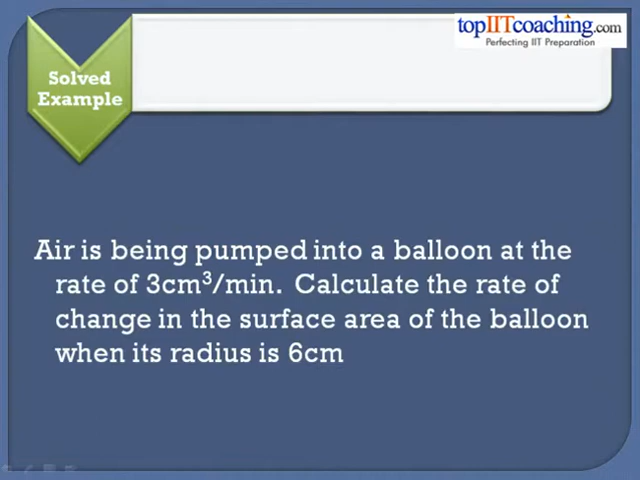 topIITcoaching.com
Perfecting IIT Preparation
Solved
Example
Air is being pumped into a balloon at the
rate of 3cm³/min. Calculate the rate of
change in the surface area of the balloon
when its radius is 6cm